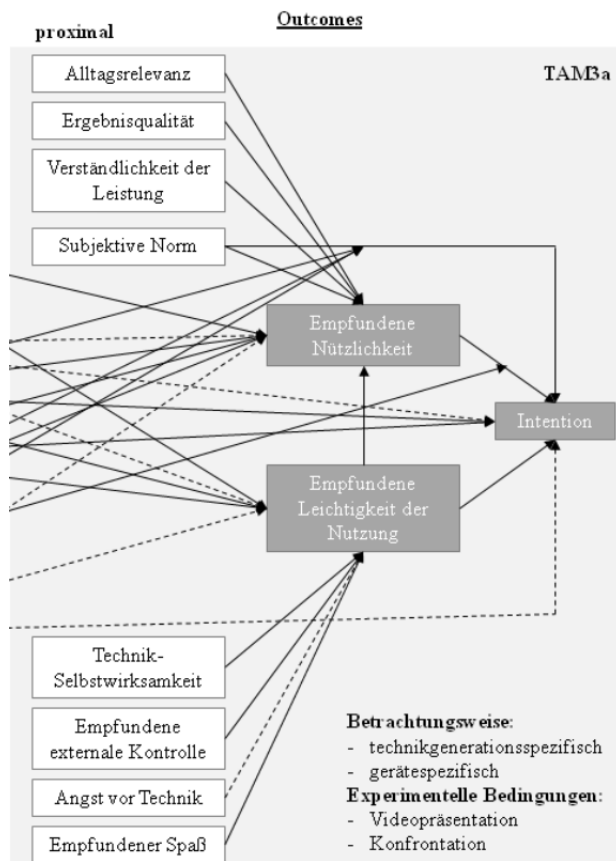 Outcomes
proximal
TAM3a
Alltagsrelevanz
Ergebnisqualität
Verständlichkeit der
Leistung
Subjektive Norm
Empfundene
Nützlichkeit
Intention
Empfundene
Leichtigkeit der
Nutzung
Technik-
Selbstwirksamkeit
Empfundene
externale Kontrolle
Angst vor Technik
Empfundener Spaß
Betrachtungsweise:
- technikgenerationsspezifisch
- gerätespezifisch
Experimentelle Bedingungen:
- Videopräsentation
- Konfrontation